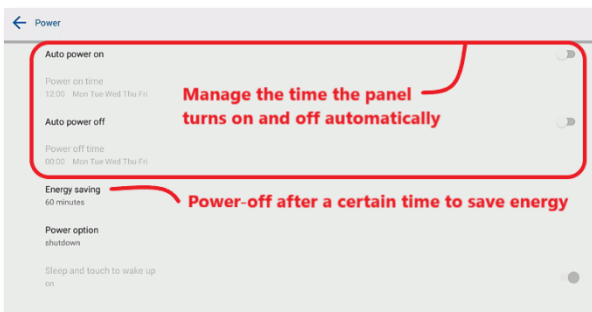 Power
Auto power on
Power on time
12:00 Mon Tue Wed Thu Fri
Manage the time the panel
turns on and off automatically
Auto power off
Power off time
00:00 Mon Tue Wed Thu Fri
Energy saving
60 minutes
Power-off after a certain time to save energy
Power option
shutdown
Sleep and touch to wake up
on